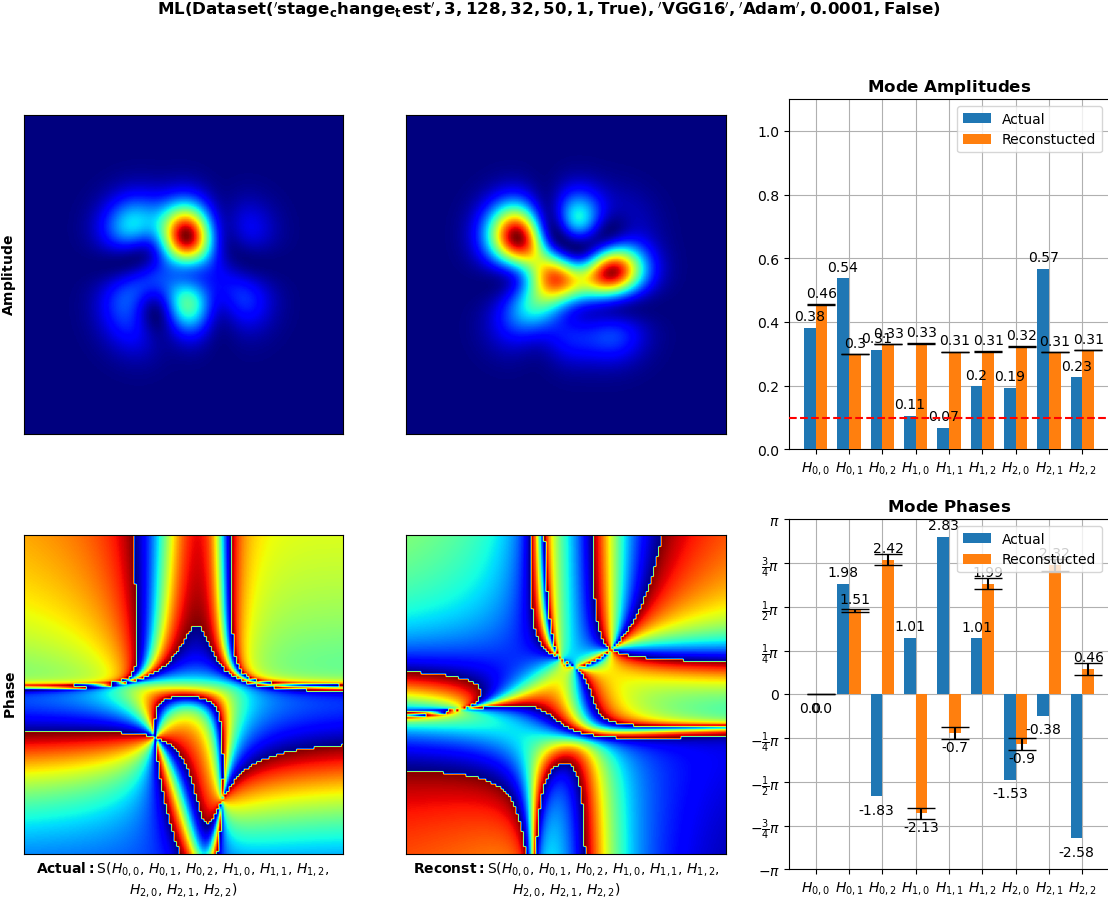 ML(Dataset('stage_change_test', 3, 128, 32, 50, 1, True), 'VGG16', 'Adam', 0.0001, False)
Amplitude
Mode Amplitudes
Actual
Reconstucted
1.0
0.8
0.6
0.4
0.2
0.0
0.38
0.54
0.31
0.11
0.07
0.2
0.19
0.57
0.23
0.46
0.3
0.33
0.33
0.31
0.31
0.32
0.31
0.31
H0,0 H0,1 H0,2 H1,0 H1,1 H1,2 H2,0 H2,1 H2,2
Phase
Actual: S(H0,0, H0,1, H0,2, H1,0, H1,1, H1,2,
H2,0, H2,1, H2,2)
Reconst: S(H0,0, H0,1, H0,2, H1,0, H1,1, H1,2,
H2,0, H2,1, H2,2)
Mode Phases
Actual
Reconstucted
π
3/4π
1/2π
1/4π
0
−1/4π
−1/2π
−3/4π
−π
0.0
1.98
-1.83
1.01
2.83
1.01
-1.53
-0.38
-2.58
0.0
1.51
2.42
-2.13
-0.7
1.99
-0.9
2.32
0.46
H0,0 H0,1 H0,2 H1,0 H1,1 H1,2 H2,0 H2,1 H2,2